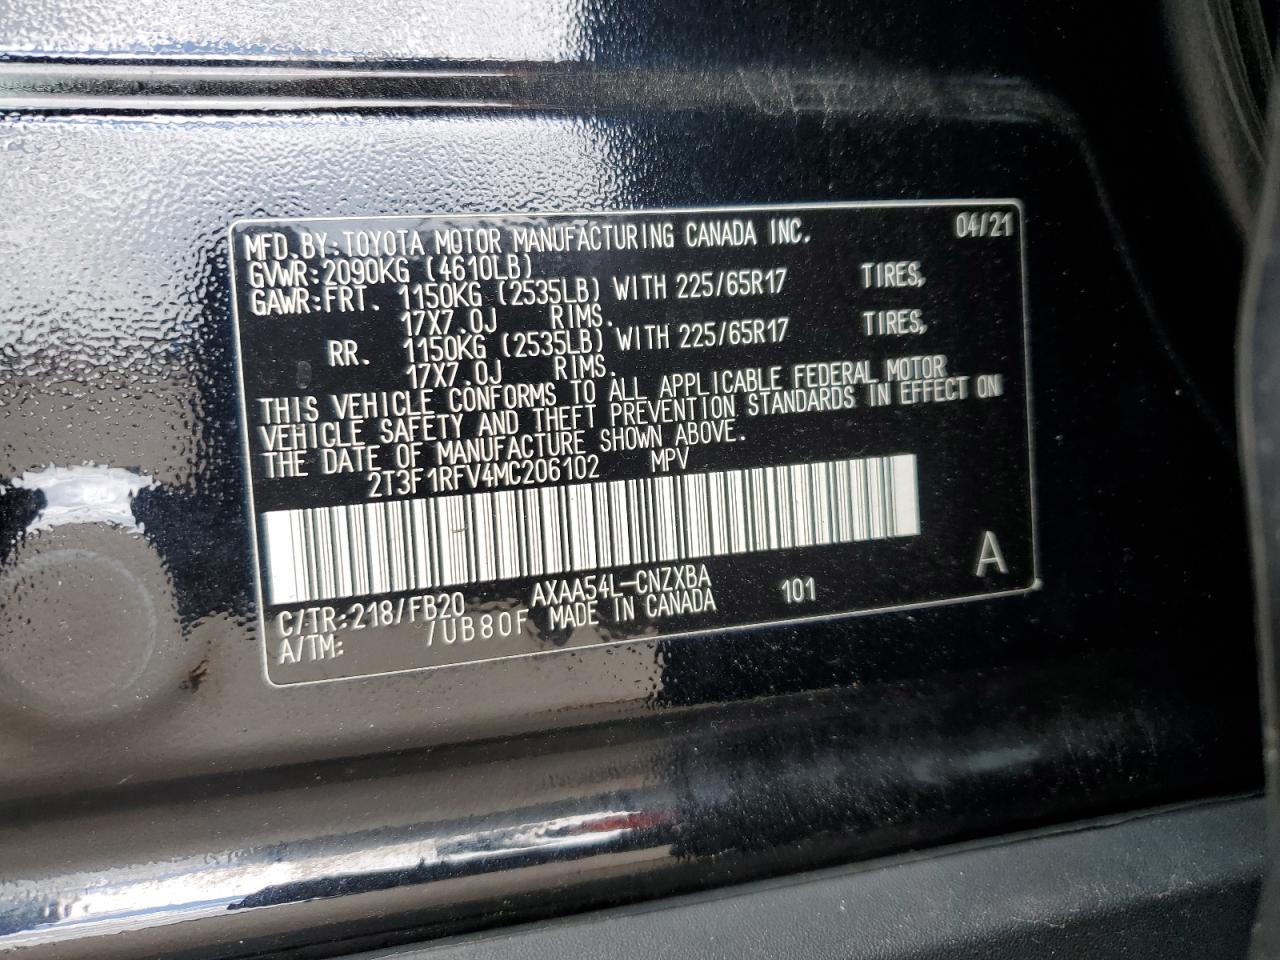 MFD.BY:TOYOTA MOTOR MANUFACTURING CANADA INC. 04/21
GVWR:2090KG (4610LB)
GAWR:FRT. 1150KG (2535LB) WITH 225/65R17 TIRES,
17X7.0J RIMS.
RR. 1150KG (2535LB) WITH 225/65R17 TIRES,
17X7.0J RIMS.
THIS VEHICLE CONFORMS TO ALL APPLICABLE FEDERAL MOTOR
VEHICLE SAFETY AND THEFT PREVENTION STANDARDS IN EFFECT ON
THE DATE OF MANUFACTURE SHOWN ABOVE.
2T3F1RFV4MC206102 MPV
A
C/TR:218/FB20 AXAA54L-CNZXBA 101
A/TM: /UB80F MADE IN CANADA